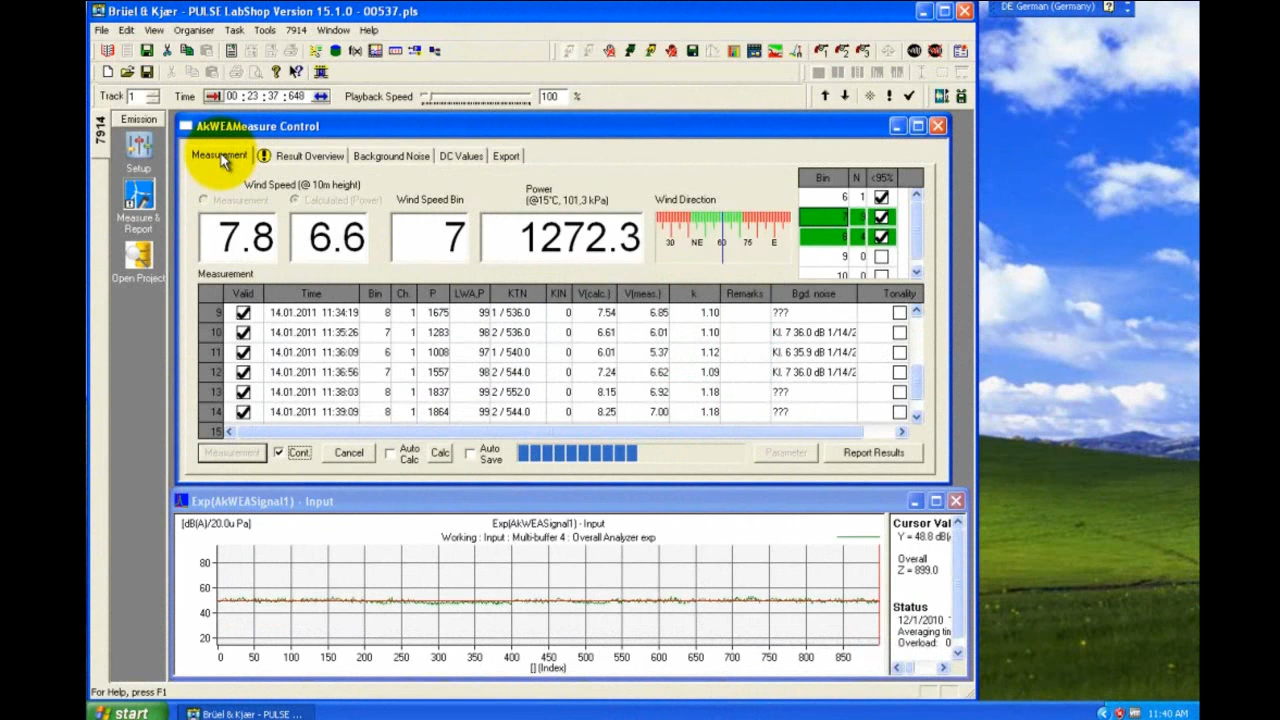 Brüel & Kjær - PULSE LabShop Version 15.1.0 - 00537.pls
DE German (Germany)
File Edit View Organiser Task Tools 7914 Window Help
Track 1 Time 00 :23 :37 :648 Playback Speed 100 %
7914
Emission
Setup
Measure & Report
Open Project
AkWEAMeasure Control
Measurement Result Overview Background Noise DC Values Export
Wind Speed (@ 10m height)
Measurement Calculated (Power) Wind Speed Bin Power (@15°C, 101,3 kPa) Wind Direction
7.8 6.6 7 1272.3
30 NE 60 75 E
Bin N <95%
6 1
9 0
10 0
Measurement
Valid Time Bin Ch. P LWA,P KTN KIN V(calc.) V(meas.) k Remarks Bgd. noise Tonality
9 14.01.2011 11:34:19 8 1 1675 99 1 / 536.0 0 7.54 6.85 1.10 ???
10 14.01.2011 11:35:26 7 1 1283 98 2 / 536.0 0 6.61 6.01 1.10 Kl. 7 36.0 dB 1/14/2
11 14.01.2011 11:36:09 6 1 1008 97 1 / 540.0 0 6.01 5.37 1.12 Kl. 6 35.9 dB 1/14/2
12 14.01.2011 11:36:56 7 1 1557 98 2 / 544.0 0 7.24 6.62 1.09 Kl. 7 36.0 dB 1/14/2
13 14.01.2011 11:38:03 8 1 1837 99 2 / 552.0 0 8.15 6.92 1.18 ???
14 14.01.2011 11:39:09 8 1 1864 99 2 / 544.0 0 8.25 7.00 1.18 ???
15
Measurement Cont. Cancel Auto Calc Calc Auto Save Parameter Report Results
Exp(AkWEASignal1) - Input
[dB(A)/20.0u Pa) Exp(AkWEASignal1) - Input
Working : Input : Multi-buffer 4 : Overall Analyzer exp
80
60
40
20
0 50 100 150 200 250 300 350 400 450 500 550 600 650 700 750 800 850
[] (Index)
Cursor Val
Y = 48.8 dB(
Overall
Z = 899.0
Status
12/1/2010
Averaging tin
Overload: 0
For Help, press F1
start Brüel & Kjær - PULSE ... 11:40 AM